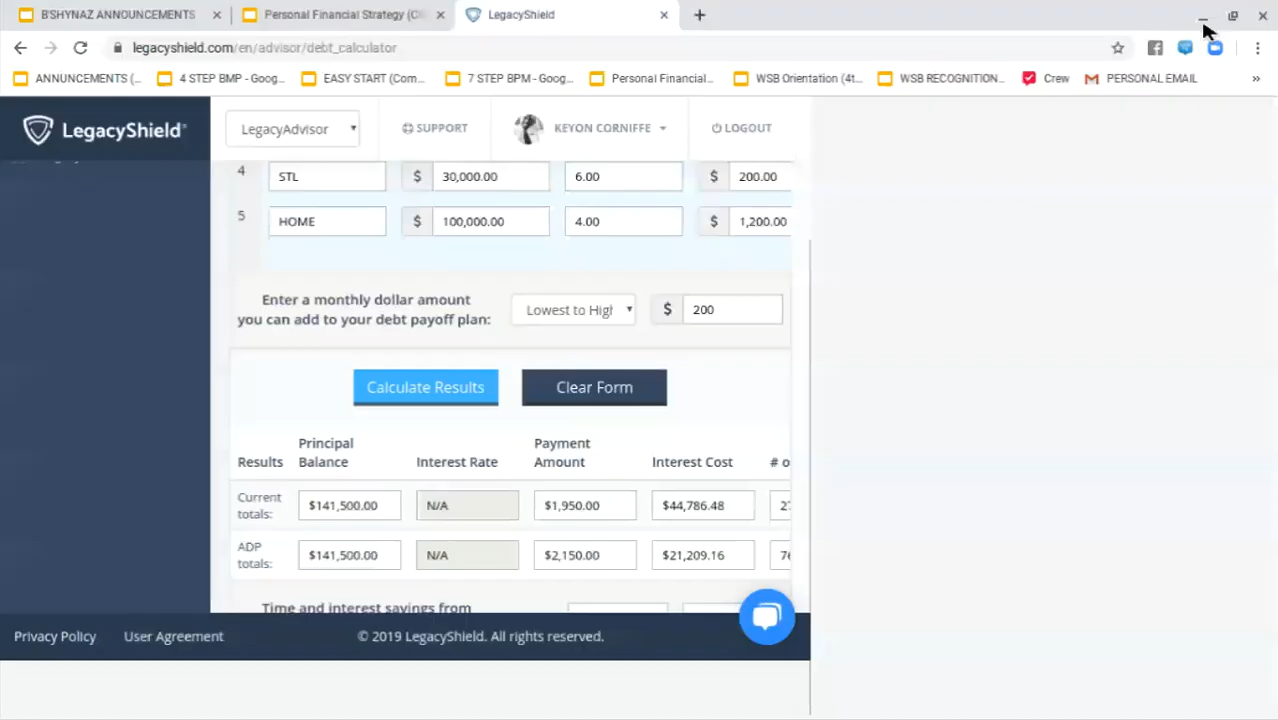 B'SHYNAZ ANNOUNCEMENTS
Personal Financial Strategy (C
LegacyShield
legacyshield.com/en/advisor/debt_calculator
ANNUNCEMENTS (...
4 STEP BMP - Goog...
EASY START (Com...
7 STEP BPM - Goog...
Personal Financial...
WSB Orientation (4t...
WSB RECOGNITION...
Crew
PERSONAL EMAIL
»
LegacyShield®
LegacyAdvisor
SUPPORT
KEYON CORNIFFE
LOGOUT
4 STL $ 30,000.00 6.00 $ 200.00
5 HOME $ 100,000.00 4.00 $ 1,200.00
Enter a monthly dollar amount
you can add to your debt payoff plan:
Lowest to High
$ 200
Calculate Results
Clear Form
Results Principal Balance Interest Rate Payment Amount Interest Cost # o
Current totals: $141,500.00 N/A $1,950.00 $44,786.48 27
ADP totals: $141,500.00 N/A $2,150.00 $21,209.16 76
Time and interest savings from
Privacy Policy
User Agreement
© 2019 LegacyShield. All rights reserved.